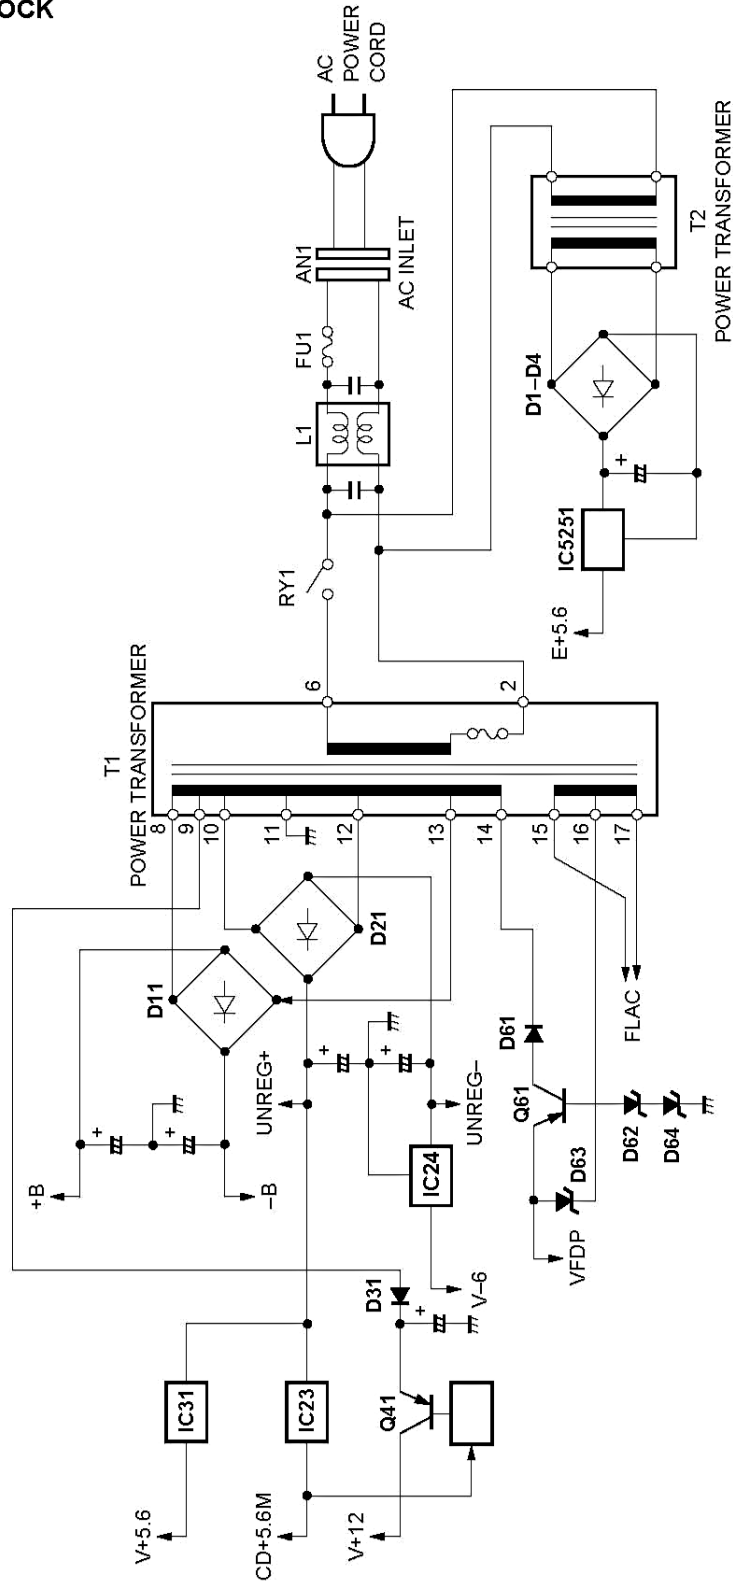 OCK
AC
POWER
CORD
AN1
AC INLET
FU1
L1
RY1
T2
POWER TRANSFORMER
D1–D4
+
IC5251
E+5.6
T1
POWER TRANSFORMER
6
2
8
9
10
11
12
13
14
15
16
17
D11
D21
+
+
+B
–B
UNREG+
+
+
UNREG–
IC24
V–6
D61
Q61
D62
D64
D63
VFDP
FLAC
D31
+
IC31
IC23
Q41
V+5.6
CD+5.6M
V+12